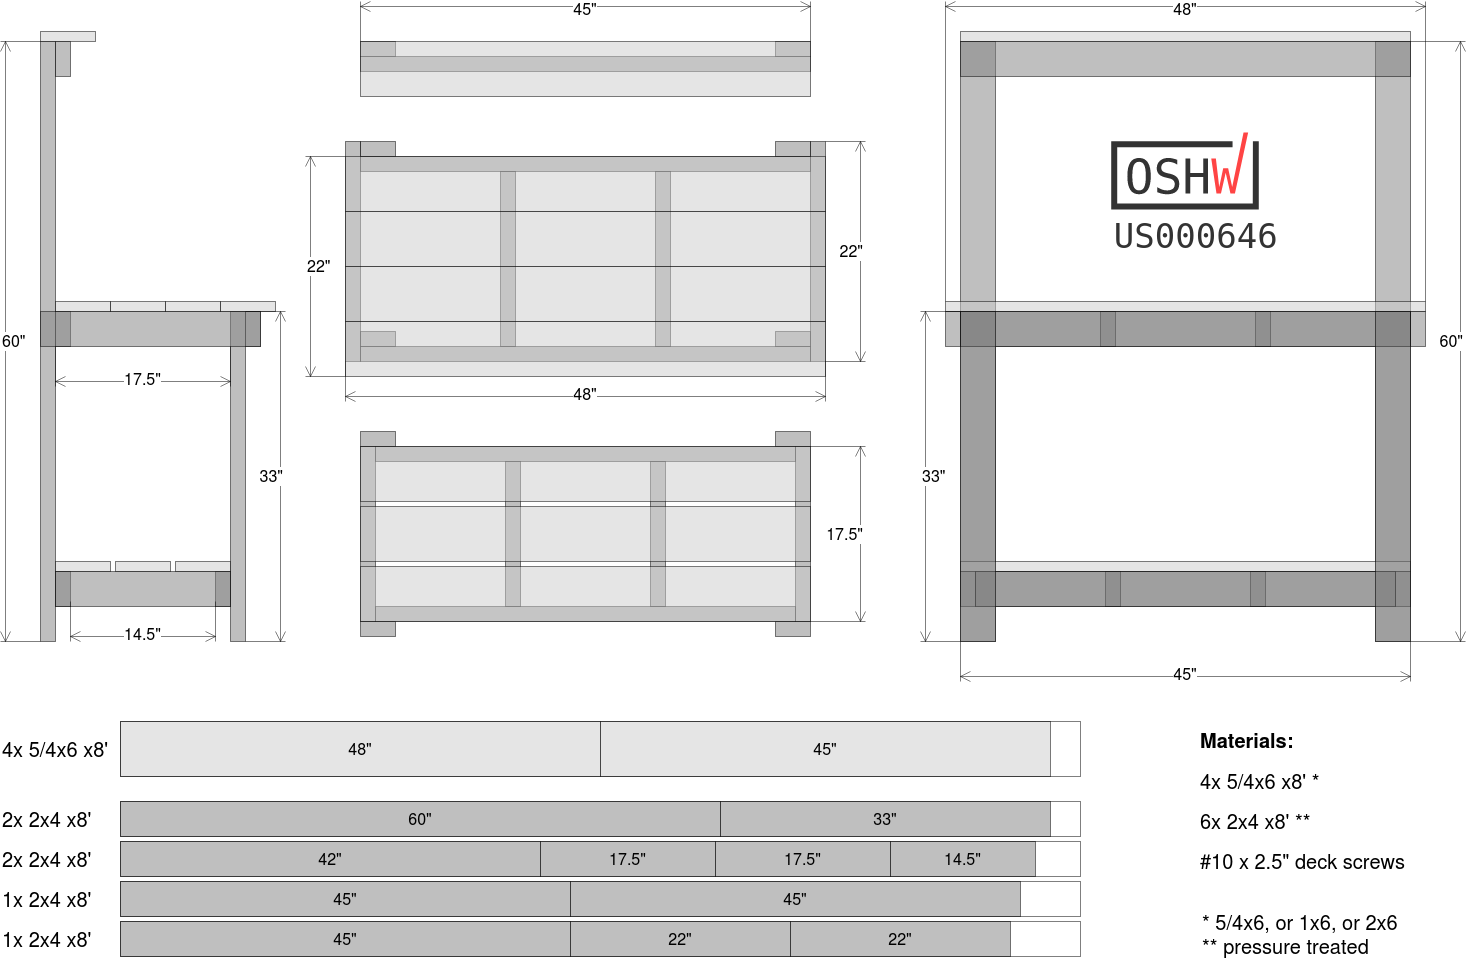 45"
48"
OSHW
US000646
22"
22"
60"
60"
17.5"
48"
33"
33"
17.5"
14.5"
45"
4x 5/4x6 x8' 48" 45"
2x 2x4 x8' 60" 33"
2x 2x4 x8' 42" 17.5" 17.5" 14.5"
1x 2x4 x8' 45" 45"
1x 2x4 x8' 45" 22" 22"
Materials:
4x 5/4x6 x8' *
6x 2x4 x8' **
#10 x 2.5" deck screws
* 5/4x6, or 1x6, or 2x6
** pressure treated